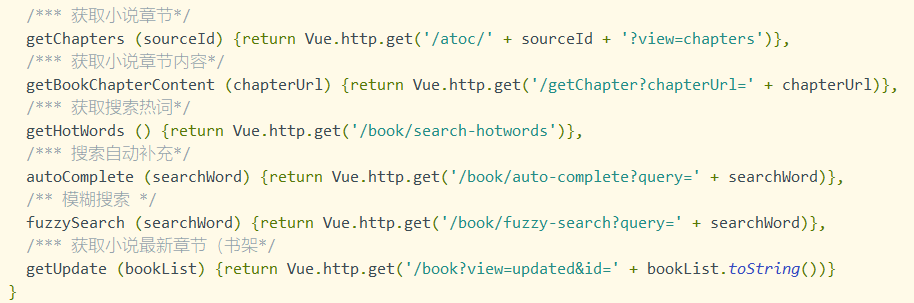 /*** 获取小说章节*/
getChapters (sourceId) {return Vue.http.get('/atoc/' + sourceId + '?view=chapters')},
/*** 获取小说章节内容*/
getBookChapterContent (chapterUrl) {return Vue.http.get('/getChapter?chapterUrl=' + chapterUrl)},
/*** 获取搜索热词*/
getHotWords () {return Vue.http.get('/book/search-hotwords')},
/*** 搜索自动补充*/
autoComplete (searchWord) {return Vue.http.get('/book/auto-complete?query=' + searchWord)},
/** 模糊搜索 */
fuzzySearch (searchWord) {return Vue.http.get('/book/fuzzy-search?query=' + searchWord)},
/*** 获取小说最新章节（书架*/
getUpdate (bookList) {return Vue.http.get('/book?view=updated&id=' + bookList.toString())}
}